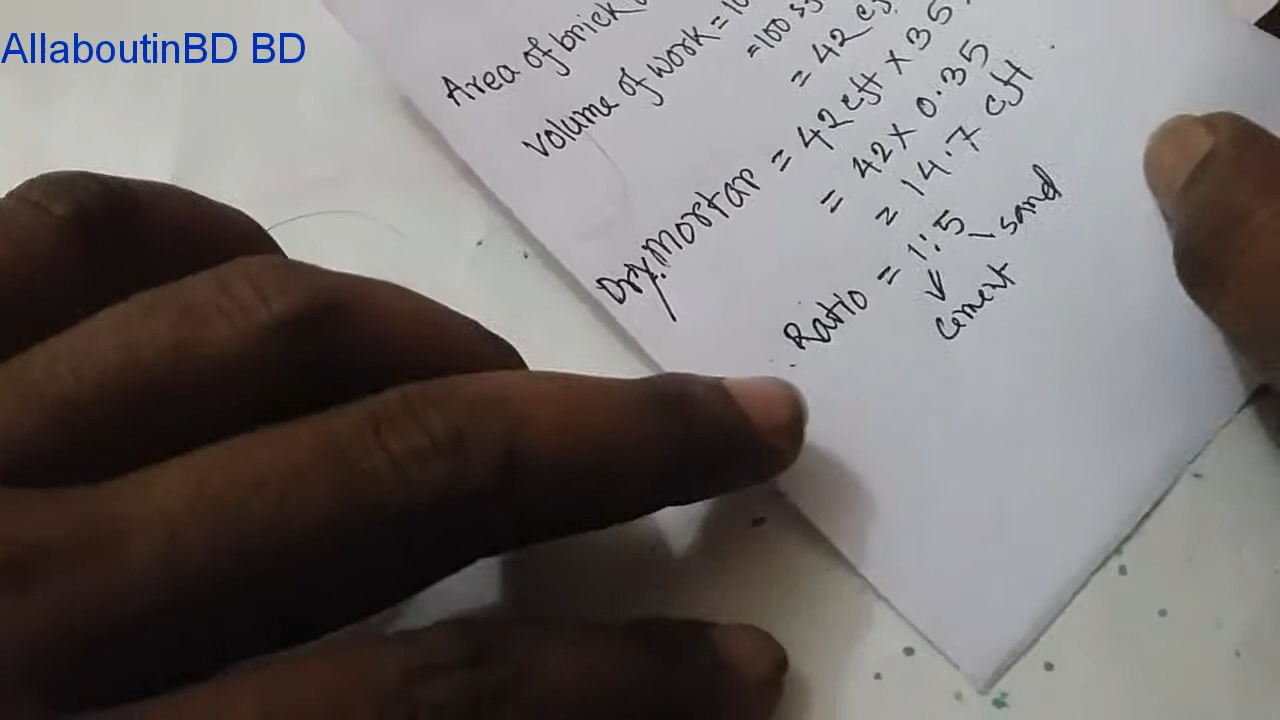 AllaboutinBD BD
Area of brick
Volume of work = 10
= 100 s
= 42 cf
Dry Mortar = 42 cft × 35
= 42 × 0.35
= 14.7 cft
Ratio = 1:5
sand
Cement